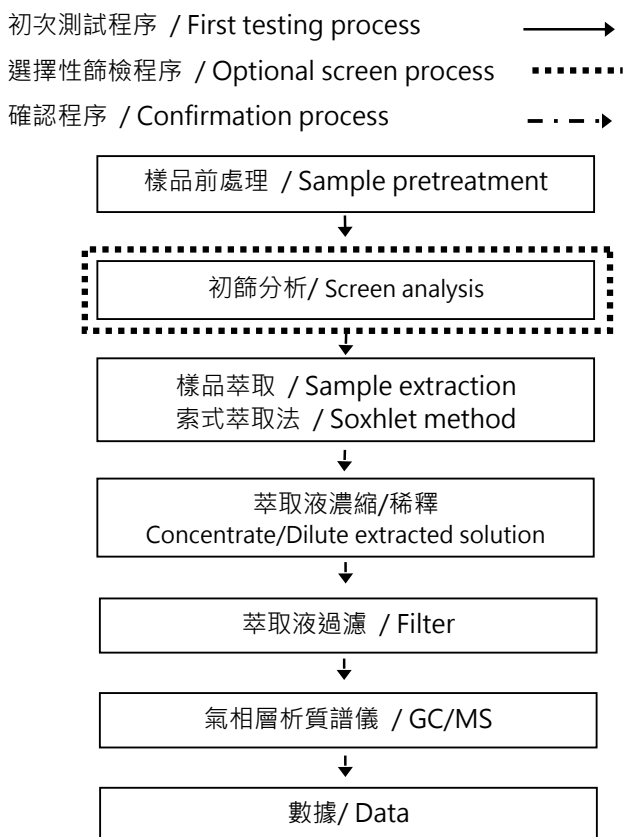 初次測試程序 / First testing process
選擇性篩檢程序 / Optional screen process
確認程序 / Confirmation process
樣品前處理 / Sample pretreatment
初篩分析/ Screen analysis
樣品萃取 / Sample extraction
索式萃取法 / Soxhlet method
萃取液濃縮/稀釋
Concentrate/Dilute extracted solution
萃取液過濾 / Filter
氣相層析質譜儀 / GC/MS
數據/ Data